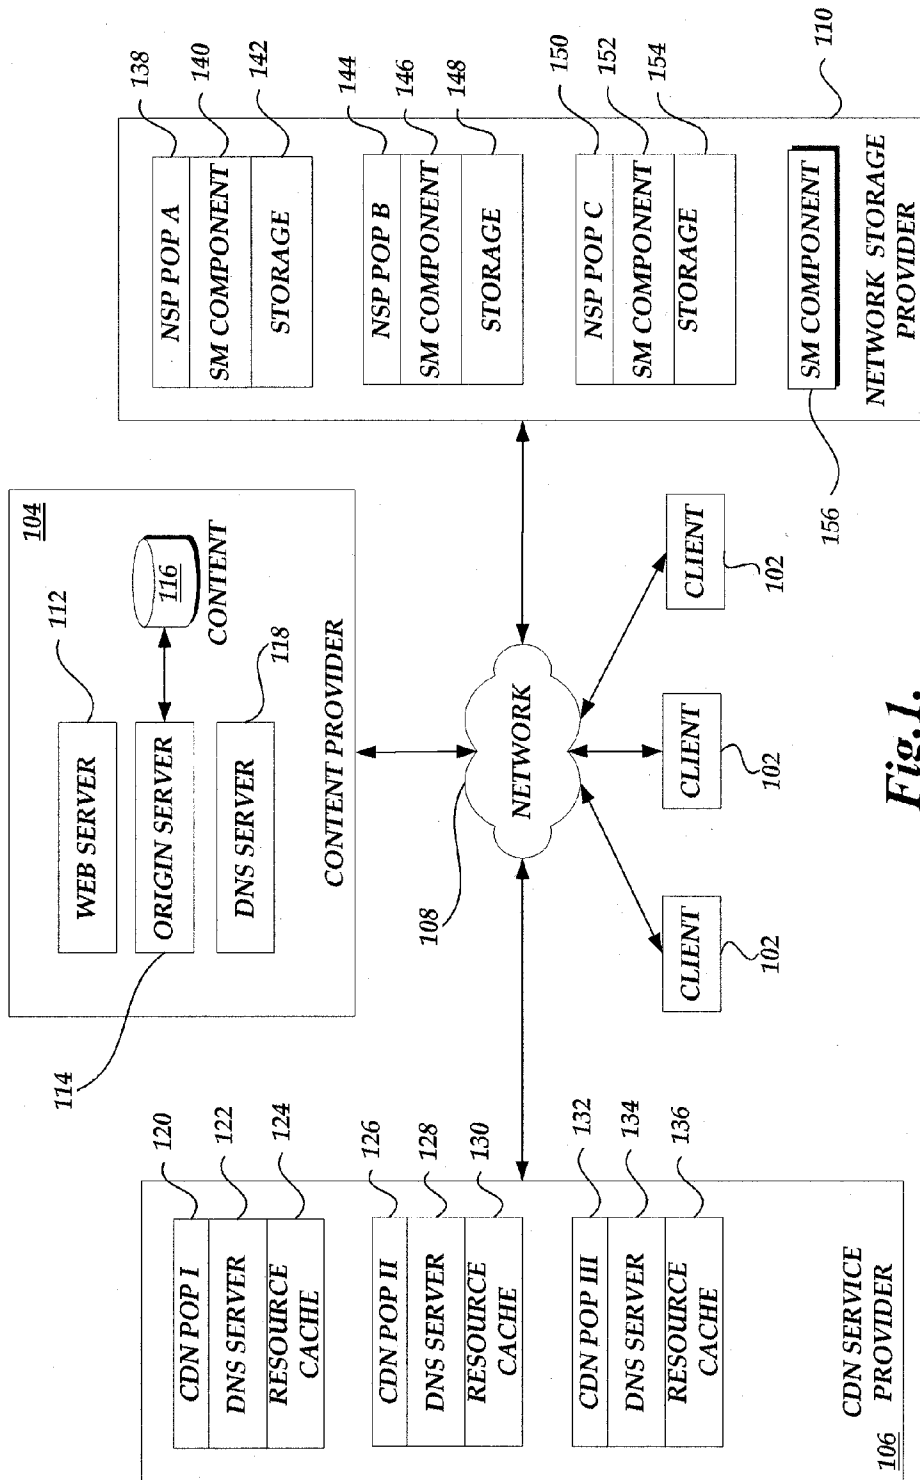 120
CDN POP I
122
DNS SERVER
124
RESOURCE
CACHE
126
CDN POP II
128
DNS SERVER
130
RESOURCE
CACHE
132
CDN POP III
134
DNS SERVER
136
RESOURCE
CACHE
CDN SERVICE
PROVIDER
106
104
112
WEB SERVER
114
ORIGIN SERVER
116
CONTENT
118
DNS SERVER
CONTENT PROVIDER
108
NETWORK
CLIENT
102
CLIENT
102
CLIENT
102
138
NSP POP A
140
SM COMPONENT
142
STORAGE
144
NSP POP B
146
SM COMPONENT
148
STORAGE
150
NSP POP C
152
SM COMPONENT
154
STORAGE
156
SM COMPONENT
110
NETWORK STORAGE
PROVIDER
Fig.1.